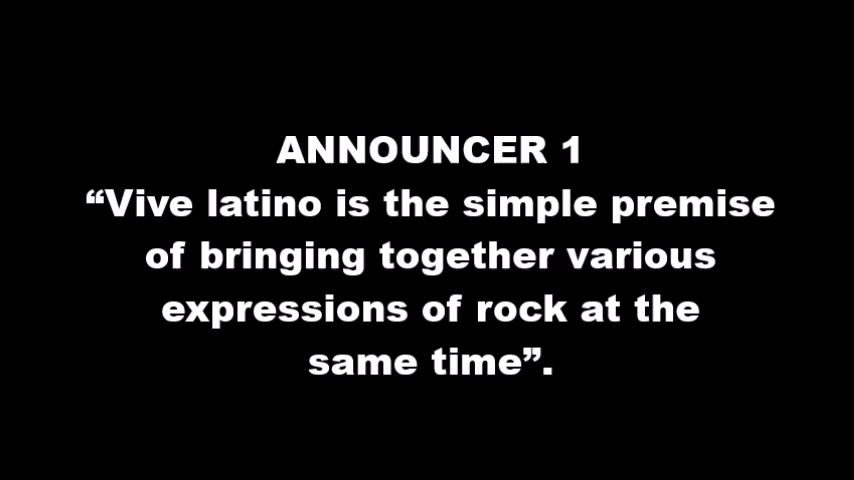 ANNOUNCER 1
“Vive latino is the simple premise
of bringing together various
expressions of rock at the
same time”.